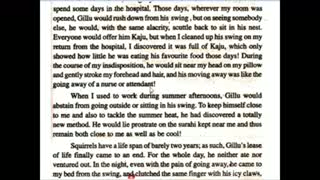 spend some days in the hospital. Those days, wherever my room was
opened, Gillu would rush down from his swing , but on seeing somebody
else, he would, with the same alacrity, scuttle back to sit in his nest.
Everyone would offer him Kaju, but when I cleaned up his swing on my
return from the hospital, I discovered it was full of Kaju, which only
showed how little he was eating his favourite food those days! During
the course of my insdisposition, he would sit near my head on my pillow
and gently stroke my forehead and hair, and his moving away was like the
going away of a nurse or attendant!
When I used to work during summer afternoons, Gillu would
abstain from going outside or sitting in his swing. To keep himself close
to me and also to tackle the summer heat, he had discovered a totally
new method. He would lie prostrate on the surahi kept near me and thus
remain both close to me as well as be cool!
Squirrels have a life span of barely two years; as such, Gillu's lease
of life finally came to an end. For the whole day, he neither ate nor
ventured out. In the night, even with the pain of going away, he came to
my bed from the swing, and clutched the same finger with his icy claws,